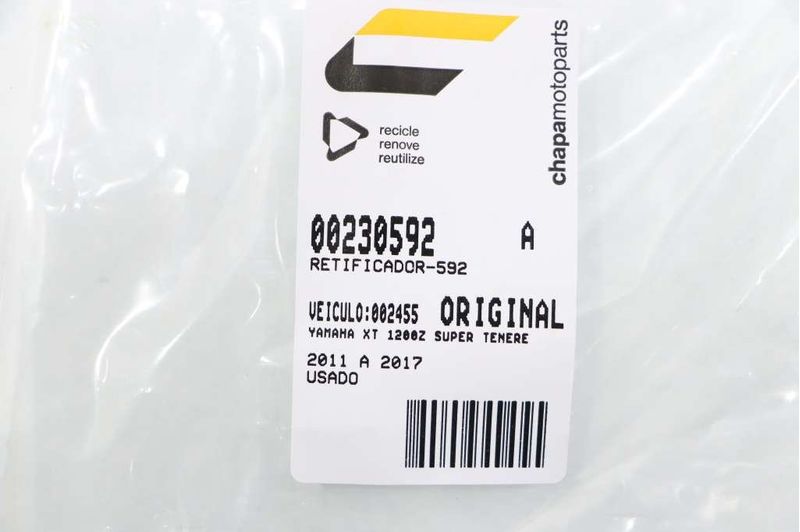 chapamotoparts
recicle
renove
reutilize
00230592 A
RETIFICADOR-592
VEICULO:002455 ORIGINAL
YAMAHA XT 1200Z SUPER TENERE
2011 A 2017
USADO